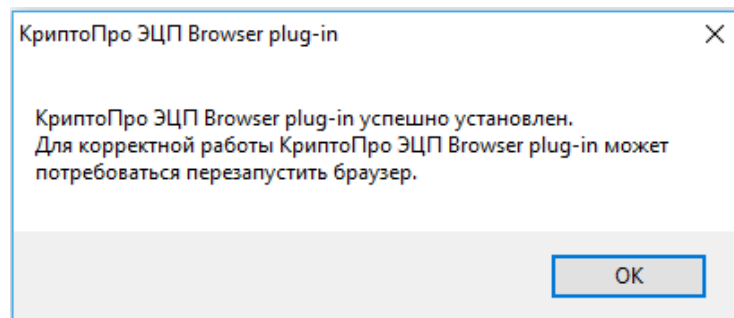 КриптоПро ЭЦП Browser plug-in
КриптоПро ЭЦП Browser plug-in успешно установлен.
Для корректной работы КриптоПро ЭЦП Browser plug-in может
потребоваться перезапустить браузер.
ОК